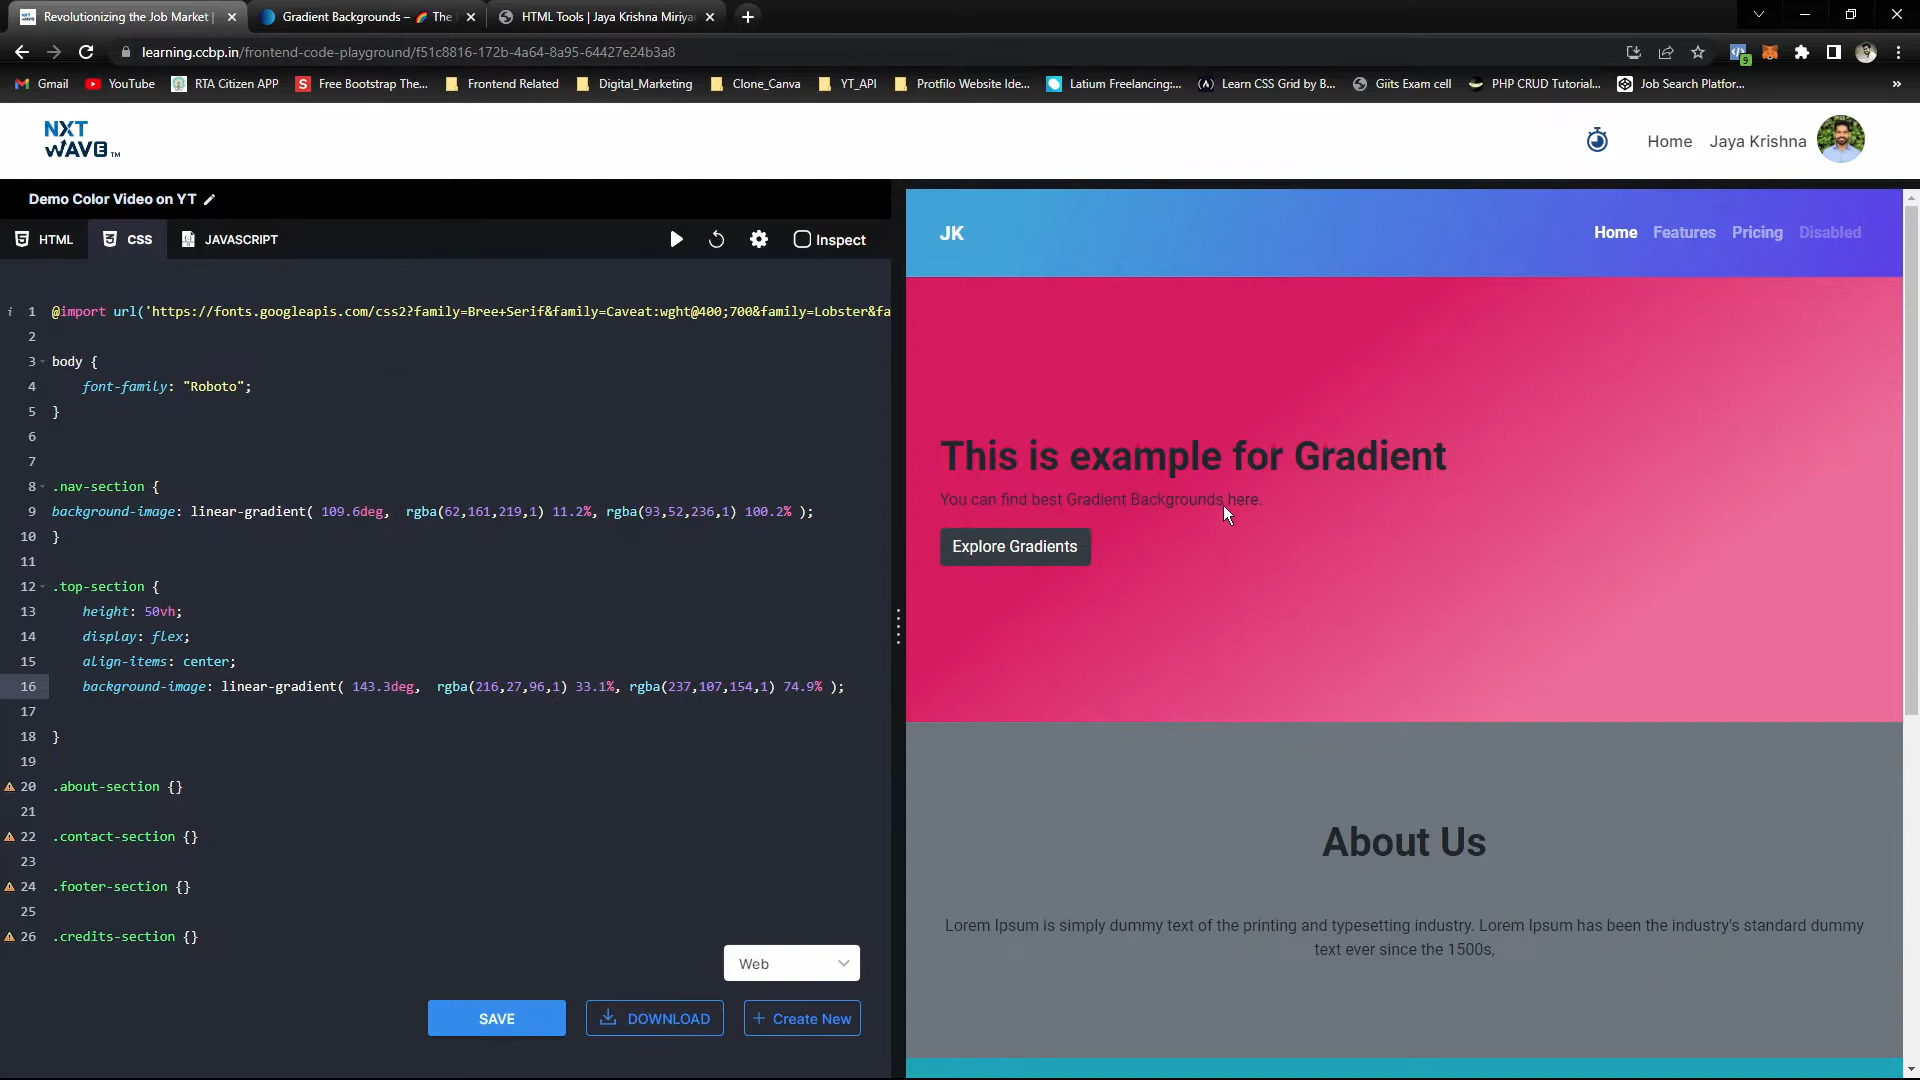 Revolutionizing the Job Market |
Gradient Backgrounds – 🌈 The
HTML Tools | Jaya Krishna Miriya
learning.ccbp.in/frontend-code-playground/f51c8816-172b-4a64-8a95-64427e24b3a8
9
Gmail YouTube RTA Citizen APP Free Bootstrap The... Frontend Related Digital_Marketing Clone_Canva YT_API Protfilo Website Ide... Latium Freelancing:... Learn CSS Grid by B... Giits Exam cell PHP CRUD Tutorial... Job Search Platfor... »
NXT
WAVE™
Home Jaya Krishna
Demo Color Video on YT
HTML CSS JAVASCRIPT Inspect
1 @import url('https://fonts.googleapis.com/css2?family=Bree+Serif&family=Caveat:wght@400;700&family=Lobster&fa
2
3 body {
4 font-family: "Roboto";
5 }
6
7
8 .nav-section {
9 background-image: linear-gradient( 109.6deg,  rgba(62,161,219,1) 11.2%, rgba(93,52,236,1) 100.2% );
10 }
11
12 .top-section {
13 height: 50vh;
14 display: flex;
15 align-items: center;
16 background-image: linear-gradient( 143.3deg,  rgba(216,27,96,1) 33.1%, rgba(237,107,154,1) 74.9% );
17
18 }
19
20 .about-section {}
21
22 .contact-section {}
23
24 .footer-section {}
25
26 .credits-section {}
Web
SAVE DOWNLOAD + Create New
JK
Home Features Pricing Disabled
This is example for Gradient
You can find best Gradient Backgrounds here.
Explore Gradients
About Us
Lorem Ipsum is simply dummy text of the printing and typesetting industry. Lorem Ipsum has been the industry's standard dummy
text ever since the 1500s,